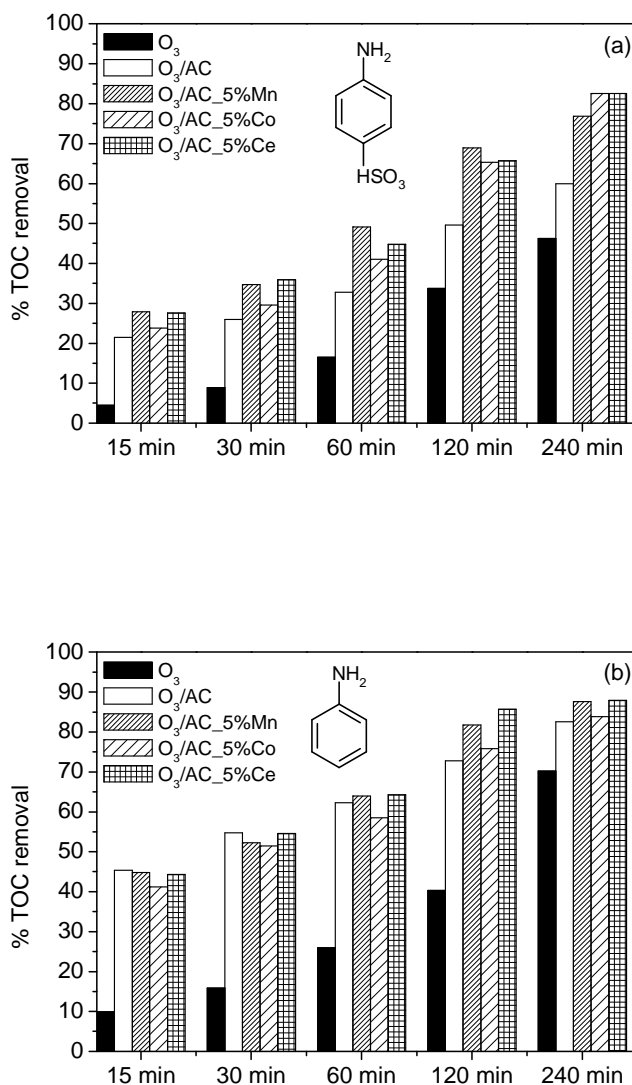 100
90
80
70
60
50
40
30
20
10
0
% TOC removal
O₃
O₃/AC
O₃/AC_5%Mn
O₃/AC_5%Co
O₃/AC_5%Ce
NH₂
HSO₃
(a)
15 min 30 min 60 min 120 min 240 min
100
90
80
70
60
50
40
30
20
10
0
% TOC removal
O₃
O₃/AC
O₃/AC_5%Mn
O₃/AC_5%Co
O₃/AC_5%Ce
NH₂
(b)
15 min 30 min 60 min 120 min 240 min